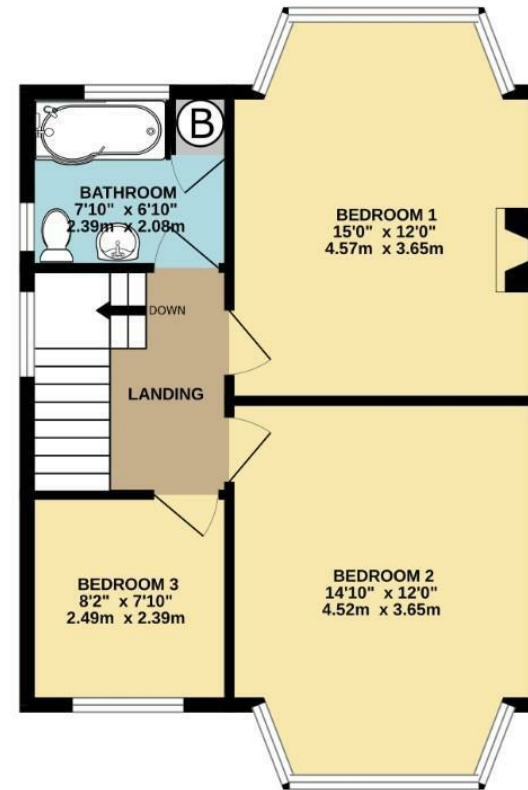 B
BATHROOM
7'10" x 6'10"
2.39m x 2.08m
BEDROOM 1
15'0" x 12'0"
4.57m x 3.65m
DOWN
LANDING
BEDROOM 3
8'2" x 7'10"
2.49m x 2.39m
BEDROOM 2
14'10" x 12'0"
4.52m x 3.65m